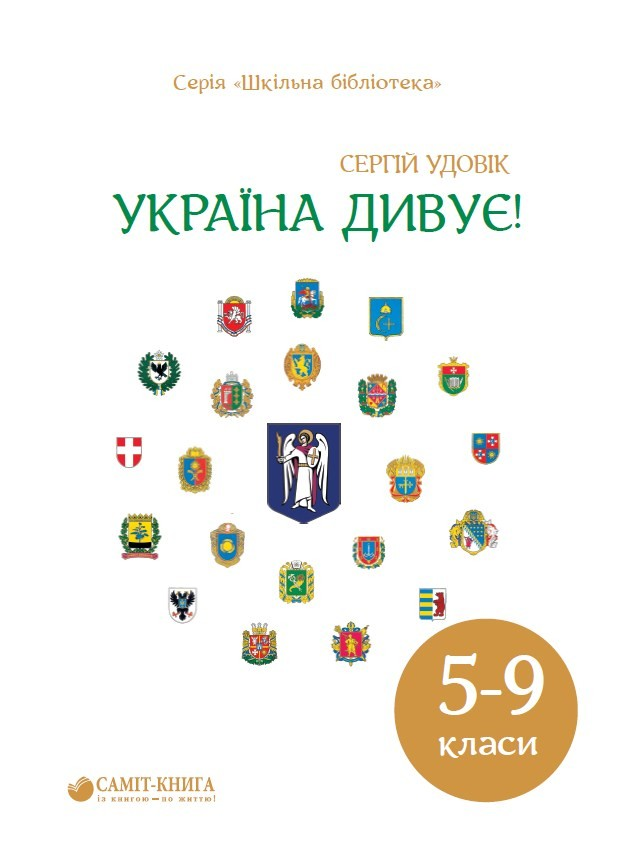 Серія «Шкільна бібліотека»
СЕРГІЙ УДОВІК
УКРАЇНА ДИВУЄ!
5-9
класи
САМІТ-КНИГА
із книгою — по життю!